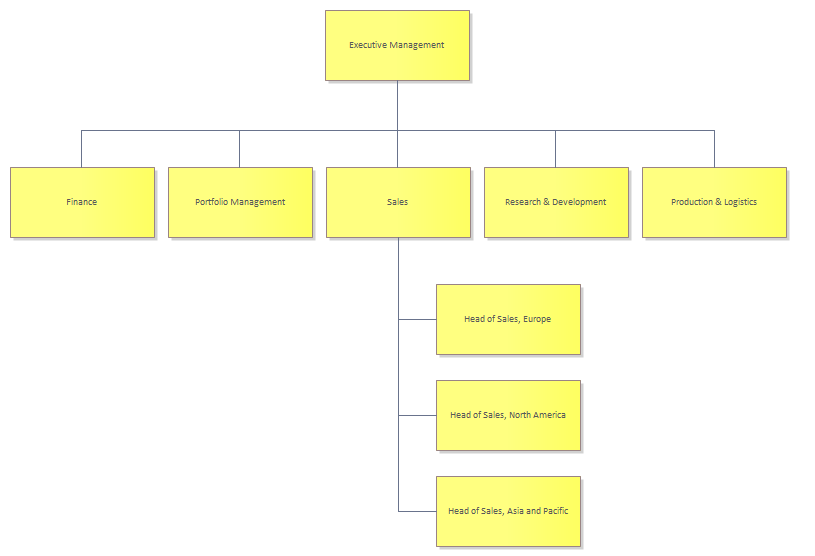 Executive Management
Finance
Portfolio Management
Sales
Research & Development
Production & Logistics
Head of Sales, Europe
Head of Sales, North America
Head of Sales, Asia and Pacific